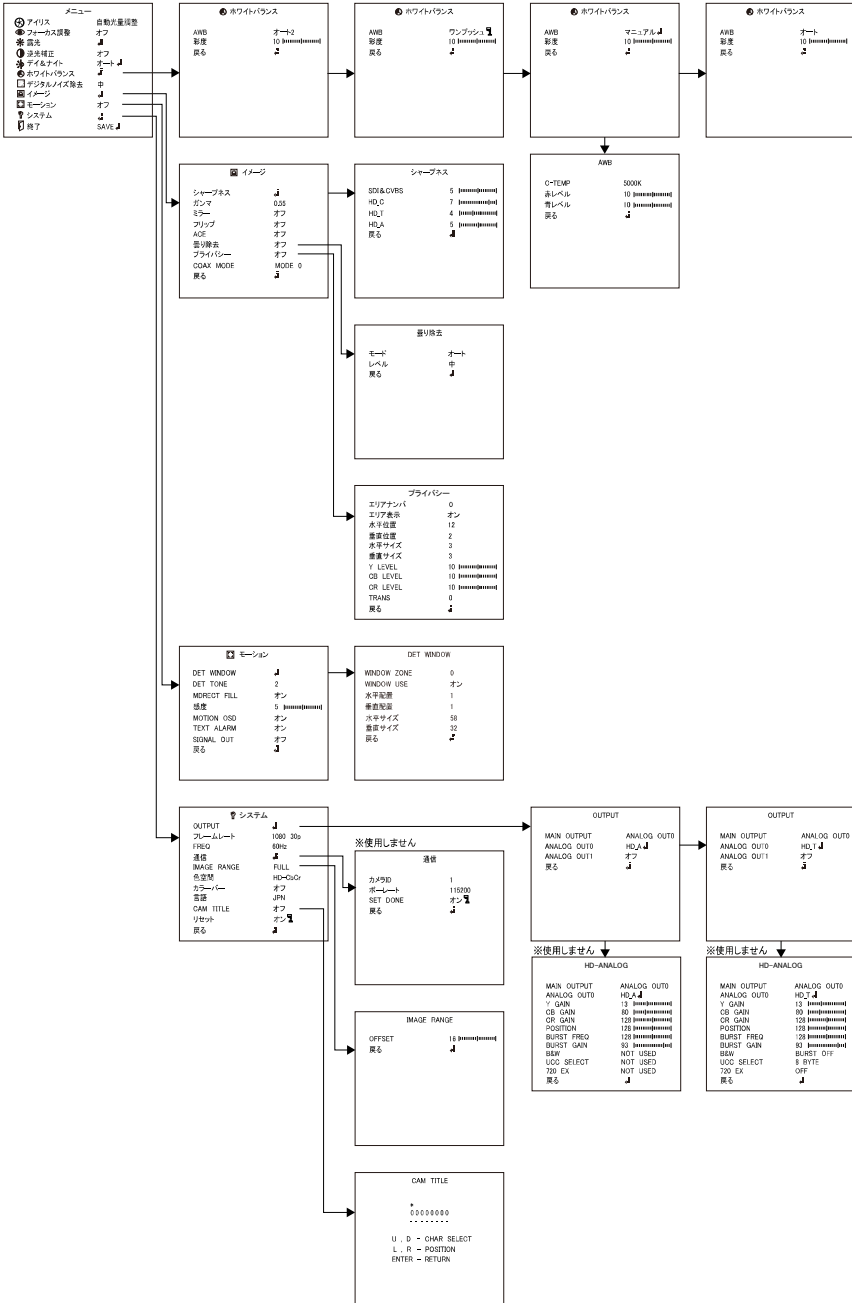 メニュー
アイリス 自動光量調整
フォーカス調整 オフ
露光
逆光補正 オフ
デイ&ナイト オート
ホワイトバランス
デジタルノイズ除去 中
イメージ
モーション オフ
システム
終了 SAVE
ホワイトバランス
AWB オート2
彩度 10
戻る
ホワイトバランス
AWB ワンプッシュ
彩度 10
戻る
ホワイトバランス
AWB マニュアル
彩度 10
戻る
ホワイトバランス
AWB オート
彩度 10
戻る
AWB
C-TEMP 5000K
赤レベル 10
青レベル 10
戻る
イメージ
シャープネス
ガンマ 0.55
ミラー オフ
フリップ オフ
ACE オフ
曇り除去 オフ
プライバシー オフ
COAX MODE MODE 0
戻る
シャープネス
SDI&CVBS 5
HD_C 7
HD_T 4
HD_A 5
戻る
曇り除去
モード オート
レベル 中
戻る
プライバシー
エリアナンバ 0
エリア表示 オン
水平位置 12
垂直位置 2
水平サイズ 3
垂直サイズ 3
Y LEVEL 10
CB LEVEL 10
CR LEVEL 10
TRANS 0
戻る
モーション
DET WINDOW
DET TONE 2
MDRECT FILL オン
感度 5
MOTION OSD オン
TEXT ALARM オン
SIGNAL OUT オフ
戻る
DET WINDOW
WINDOW ZONE 0
WINDOW USE オン
水平配置 1
垂直配置 1
水平サイズ 58
垂直サイズ 32
戻る
システム
OUTPUT
フレームレート 1080 30p
FREQ 60Hz
通信
IMAGE RANGE FULL
色空間 HD-CbCr
カラーバー オフ
言語 JPN
CAM TITLE オフ
リセット オン
戻る
※使用しません
通信
カメラID 1
ボーレート 115200
SET DONE オン
戻る
IMAGE RANGE
OFFSET 16
戻る
CAM TITLE
*
00000000
--------
U , D - CHAR SELECT
L , R - POSITION
ENTER - RETURN
OUTPUT
MAIN OUTPUT ANALOG OUT0
ANALOG OUT0 HD_A
ANALOG OUT1 オフ
戻る
OUTPUT
MAIN OUTPUT ANALOG OUT0
ANALOG OUT0 HD_T
ANALOG OUT1 オフ
戻る
※使用しません
HD-ANALOG
MAIN OUTPUT ANALOG OUT0
ANALOG OUT0 HD_A
Y GAIN 13
CB GAIN 80
CR GAIN 128
POSITION 128
BURST FREQ 128
BURST GAIN 93
B&W NOT USED
UCC SELECT NOT USED
720 EX NOT USED
戻る
※使用しません
HD-ANALOG
MAIN OUTPUT ANALOG OUT0
ANALOG OUT0 HD_T
Y GAIN 13
CB GAIN 80
CR GAIN 128
POSITION 128
BURST FREQ 128
BURST GAIN 93
B&W BURST OFF
UCC SELECT 8 BYTE
720 EX OFF
戻る